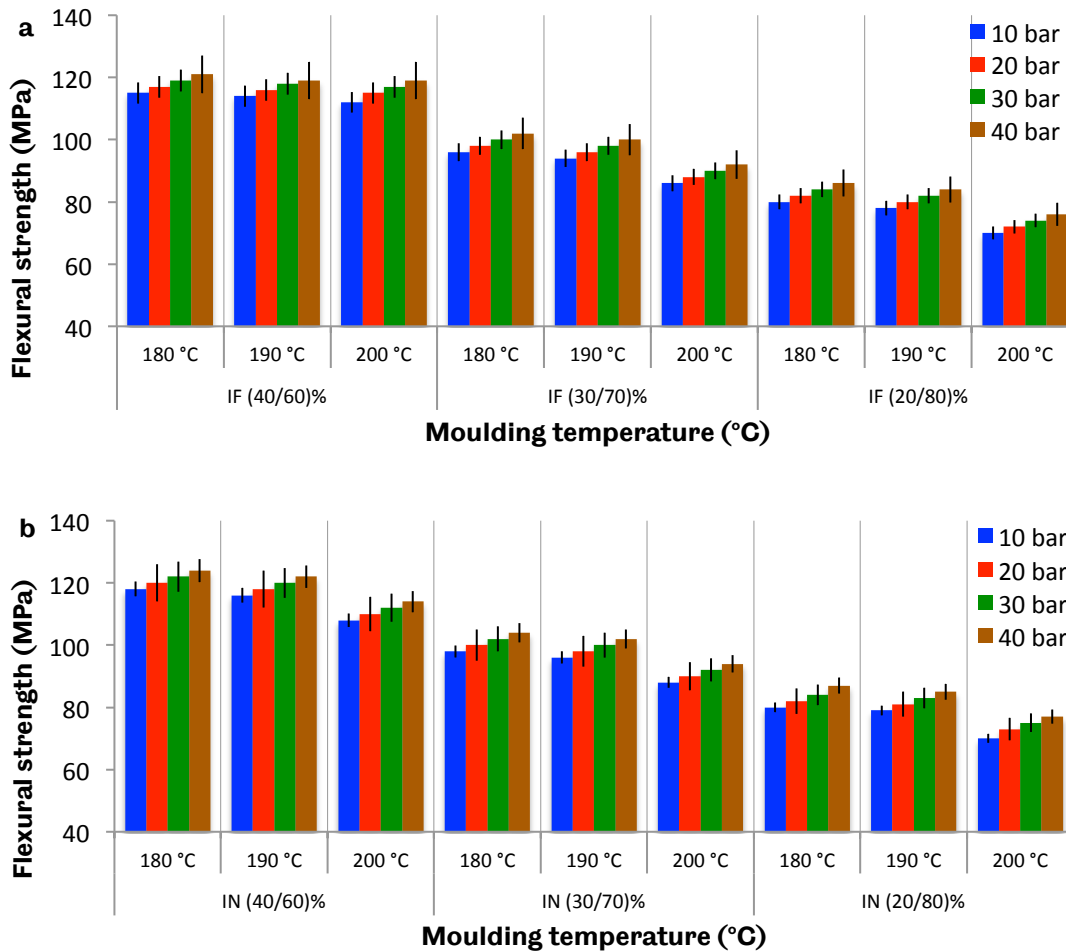 a
140
120
100
80
60
40
Flexural strength (MPa)
10 bar
20 bar
30 bar
40 bar
180 °C 190 °C 200 °C 180 °C 190 °C 200 °C 180 °C 190 °C 200 °C
IF (40/60)% IF (30/70)% IF (20/80)%
Moulding temperature (°C)
b
140
120
100
80
60
40
Flexural strength (MPa)
10 bar
20 bar
30 bar
40 bar
180 °C 190 °C 200 °C 180 °C 190 °C 200 °C 180 °C 190 °C 200 °C
IN (40/60)% IN (30/70)% IN (20/80)%
Moulding temperature (°C)